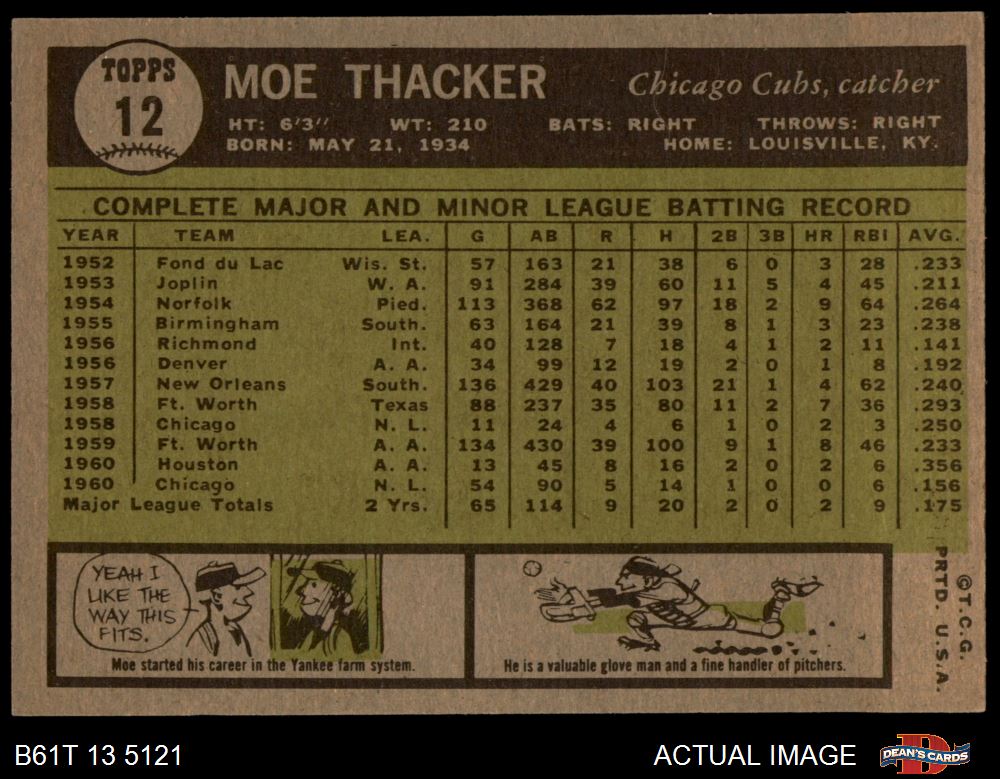 TOPPS
12
MOE THACKER
Chicago Cubs, catcher
HT: 6'3" WT: 210 BATS: RIGHT THROWS: RIGHT
BORN: MAY 21, 1934 HOME: LOUISVILLE, KY.
COMPLETE MAJOR AND MINOR LEAGUE BATTING RECORD
YEAR TEAM LEA. G AB R H 2B 3B HR RBI AVG.
1952 Fond du Lac Wis. St. 57 163 21 38 6 0 3 28 .233
1953 Joplin W. A. 91 284 39 60 11 5 4 45 .211
1954 Norfolk Pied. 113 368 62 97 18 2 9 64 .264
1955 Birmingham South. 63 164 21 39 8 1 3 23 .238
1956 Richmond Int. 40 128 7 18 4 1 2 11 .141
1956 Denver A. A. 34 99 12 19 2 0 1 8 .192
1957 New Orleans South. 136 429 40 103 21 1 4 62 .240
1958 Ft. Worth Texas 88 237 35 80 11 2 7 36 .293
1958 Chicago N. L. 11 24 4 6 1 0 2 3 .250
1959 Ft. Worth A. A. 134 430 39 100 9 1 8 46 .233
1960 Houston A. A. 13 45 8 16 2 0 2 6 .356
1960 Chicago N. L. 54 90 5 14 1 0 0 6 .156
Major League Totals 2 Yrs. 65 114 9 20 2 0 2 9 .175
YEAH I
LIKE THE
WAY THIS
FITS.
Moe started his career in the Yankee farm system.
He is a valuable glove man and a fine handler of pitchers.
©T.C.G.
PRTD. U.S.A.
B61T 13 5121
ACTUAL IMAGE
DEAN'S CARDS